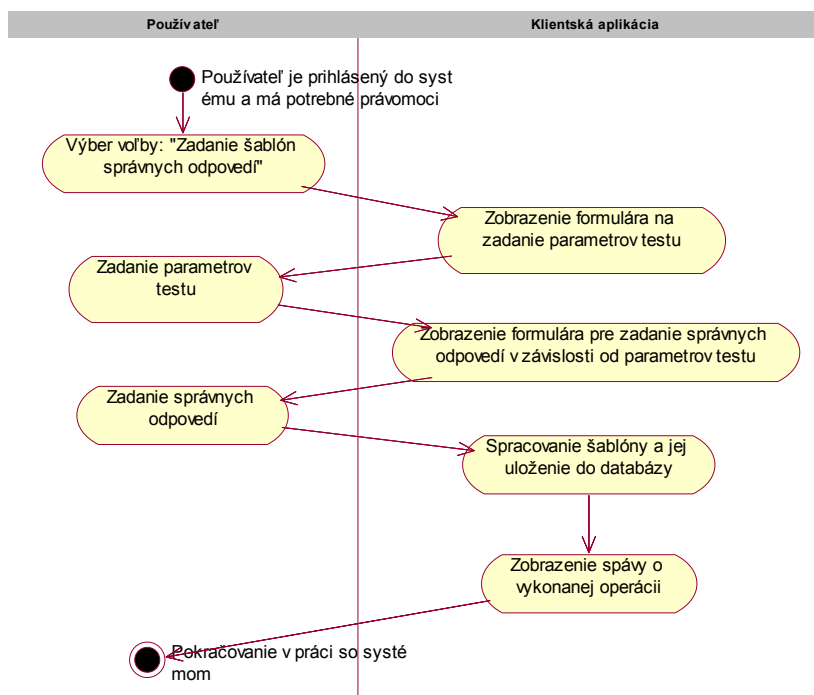 Používateľ
Klientská aplikácia
Používateľ je prihlásený do syst
ému a má potrebné právomoci
Výber voľby: "Zadanie šablón
správnych odpovedí"
Zobrazenie formulára na
zadanie parametrov testu
Zadanie parametrov
testu
Zobrazenie formulára pre zadanie správnych
odpovedí v závislosti od parametrov testu
Zadanie správnych
odpovedí
Spracovanie šablóny a jej
uloženie do databázy
Zobrazenie spávy o
vykonanej operácii
Pokračovanie v práci so systé
mom